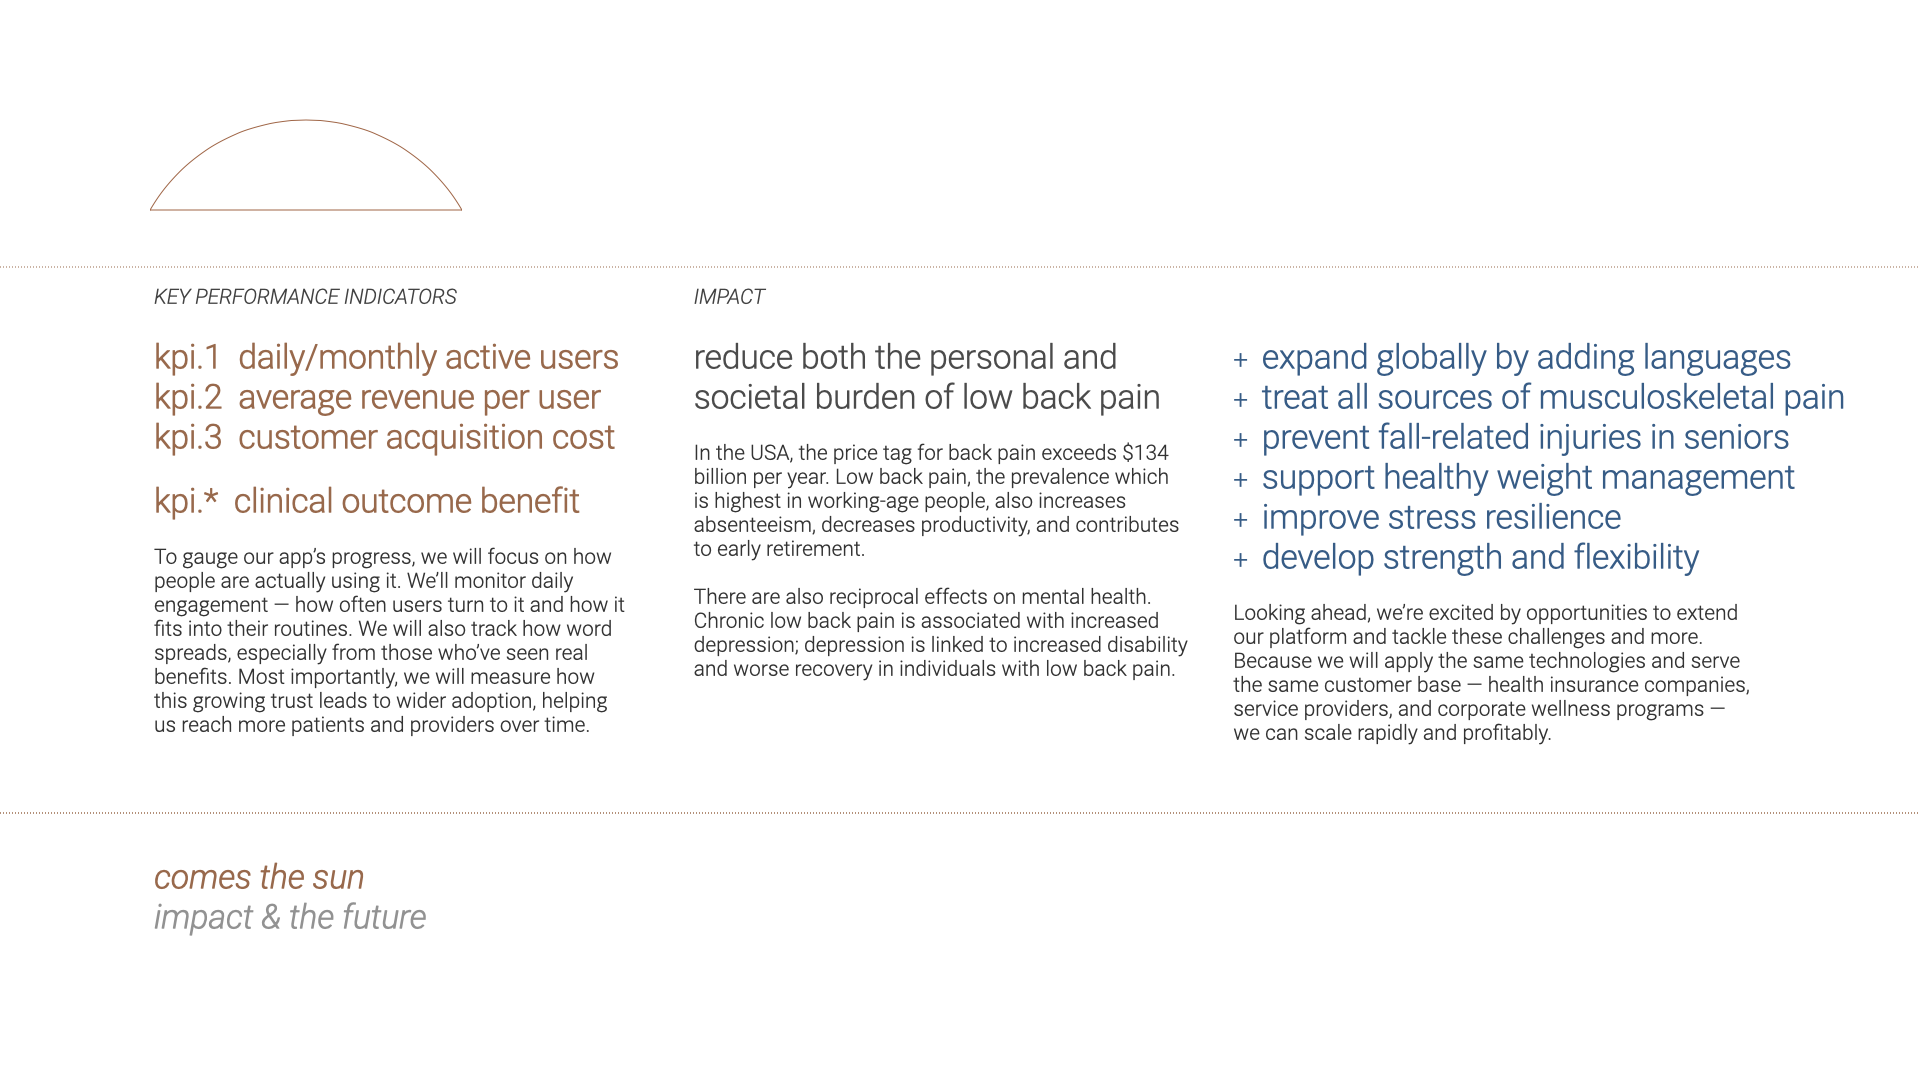 KEY PERFORMANCE INDICATORS
kpi.1 daily/monthly active users
kpi.2 average revenue per user
kpi.3 customer acquisition cost
kpi.* clinical outcome benefit
To gauge our app’s progress, we will focus on how
people are actually using it. We’ll monitor daily
engagement — how often users turn to it and how it
fits into their routines. We will also track how word
spreads, especially from those who’ve seen real
benefits. Most importantly, we will measure how
this growing trust leads to wider adoption, helping
us reach more patients and providers over time.
IMPACT
reduce both the personal and
societal burden of low back pain
In the USA, the price tag for back pain exceeds $134
billion per year. Low back pain, the prevalence which
is highest in working-age people, also increases
absenteeism, decreases productivity, and contributes
to early retirement.
There are also reciprocal effects on mental health.
Chronic low back pain is associated with increased
depression; depression is linked to increased disability
and worse recovery in individuals with low back pain.
+ expand globally by adding languages
+ treat all sources of musculoskeletal pain
+ prevent fall-related injuries in seniors
+ support healthy weight management
+ improve stress resilience
+ develop strength and flexibility
Looking ahead, we’re excited by opportunities to extend
our platform and tackle these challenges and more.
Because we will apply the same technologies and serve
the same customer base — health insurance companies,
service providers, and corporate wellness programs —
we can scale rapidly and profitably.
comes the sun
impact & the future